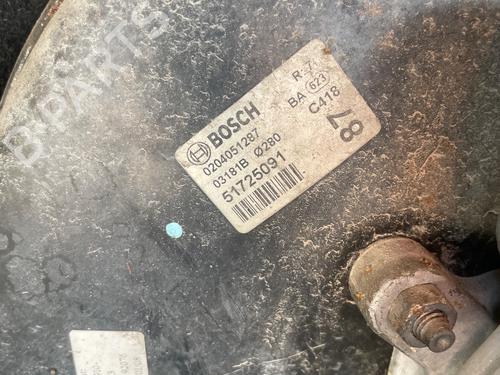 BOSCH
R-7
0204051287
BA 623
03181B Ø280
C418
51725091
87
B-PARTS